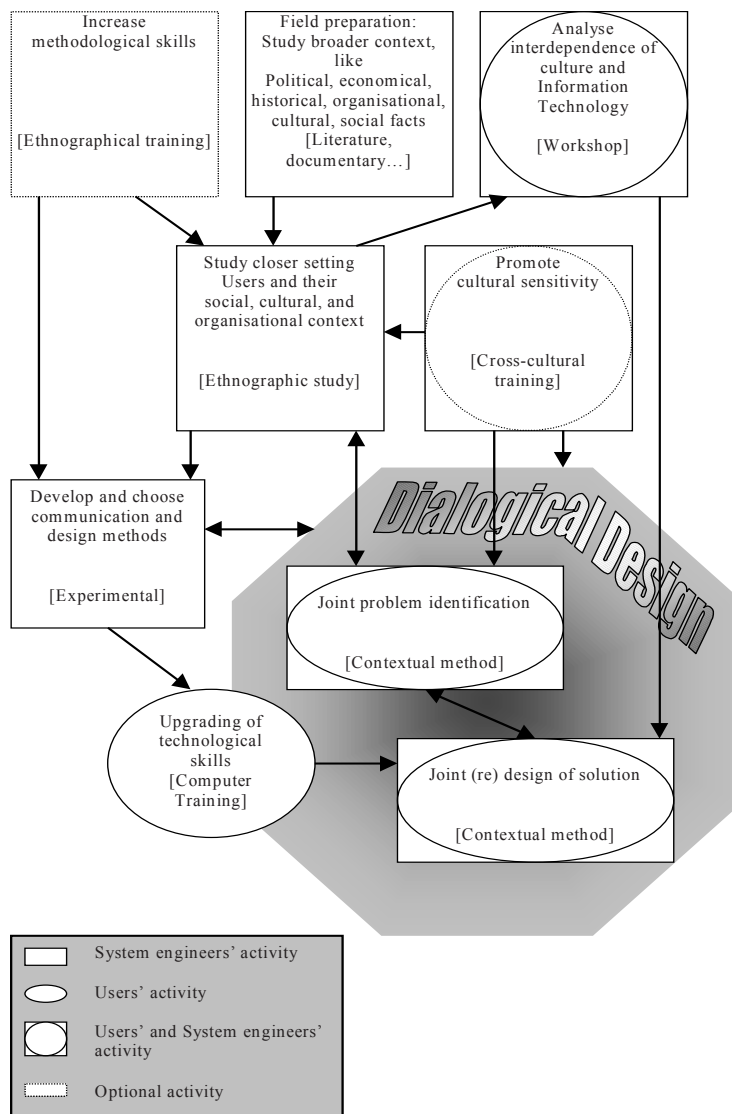 Increase
methodological skills
[Ethnographical training]
Field preparation:
Study broader context,
like
Political, economical,
historical, organisational,
cultural, social facts
[Literature,
documentary…]
Analyse
interdependence of
culture and
Information
Technology
[Workshop]
Study closer setting
Users and their
social, cultural, and
organisational context
[Ethnographic study]
Promote
cultural sensitivity
[Cross-cultural
training]
Develop and choose
communication and
design methods
[Experimental]
Dialogical Design
Joint problem identification
[Contextual method]
Upgrading of
technological
skills
[Computer
Training]
Joint (re) design of solution
[Contextual method]
System engineers’ activity
Users’ activity
Users’ and System engineers’
activity
Optional activity